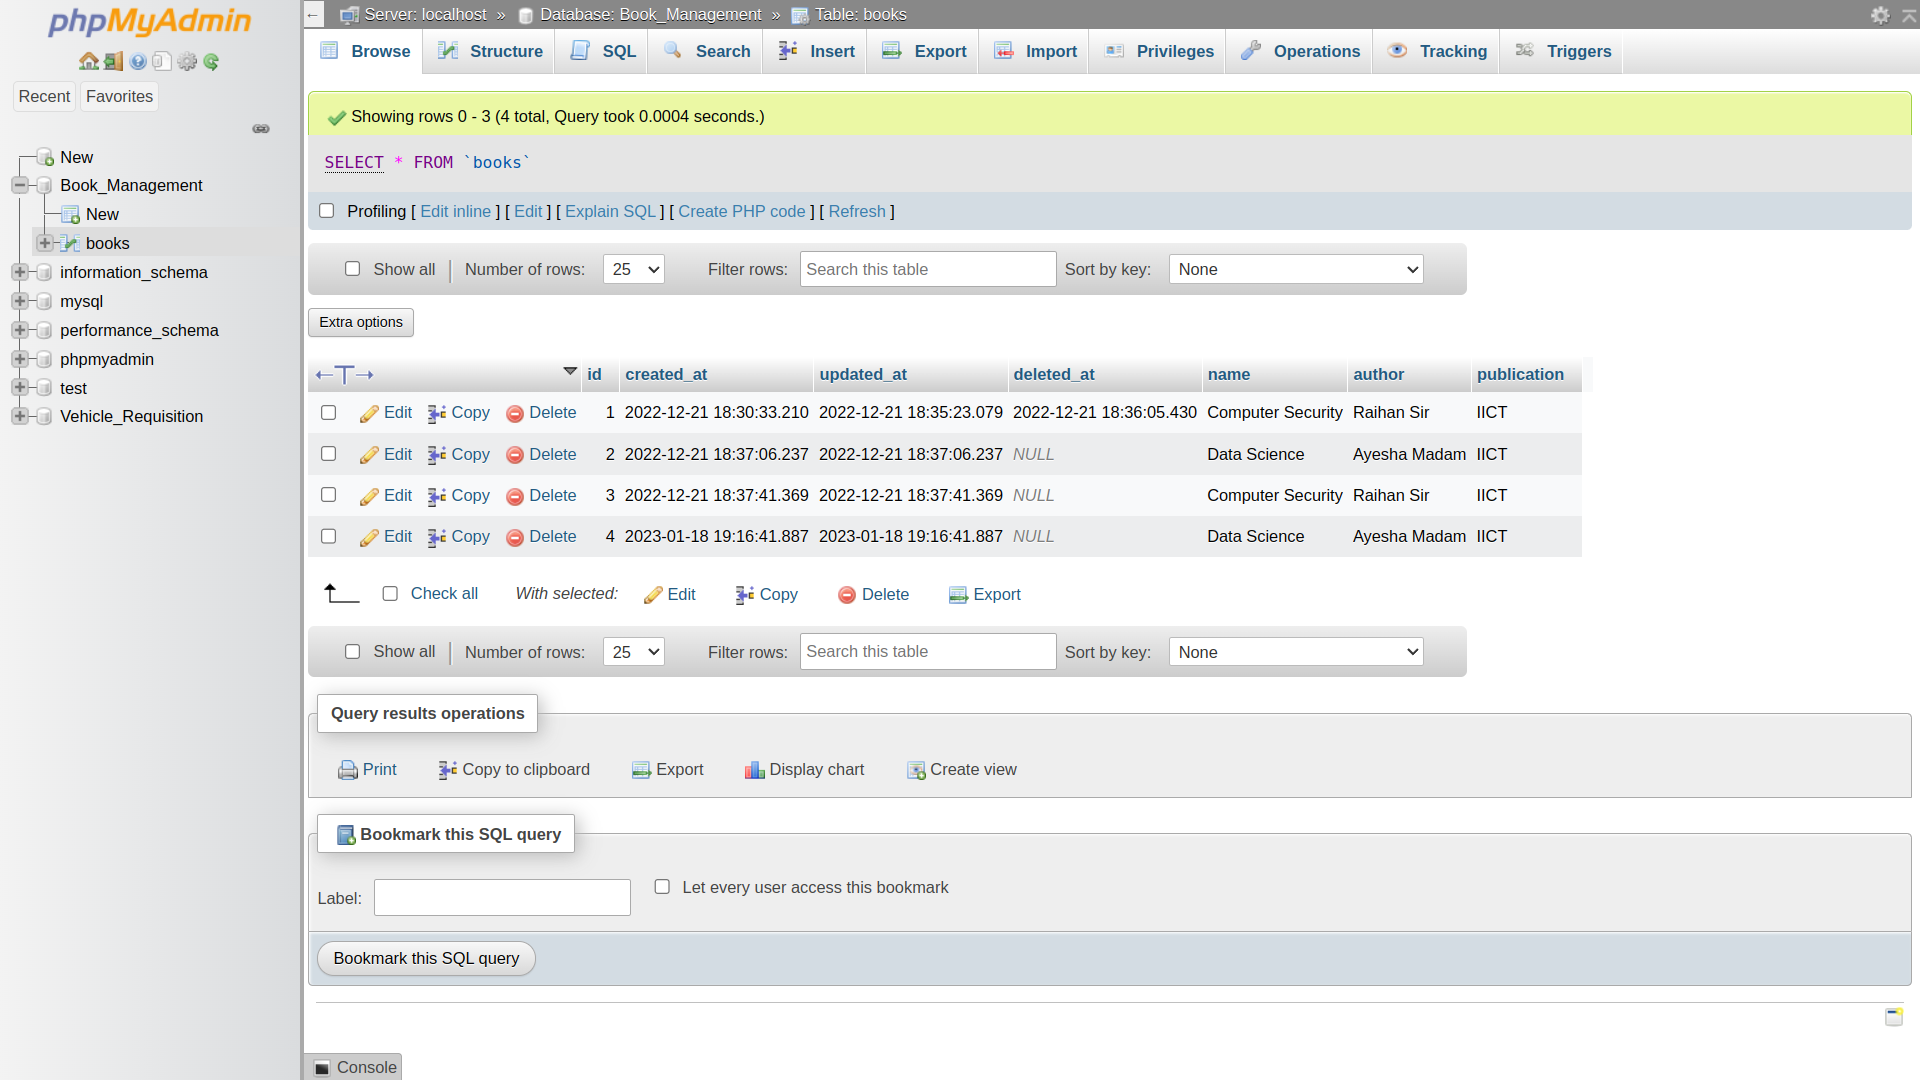 phpMyAdmin
Recent Favorites
New
Book_Management
New
books
information_schema
mysql
performance_schema
phpmyadmin
test
Vehicle_Requisition
Server: localhost » Database: Book_Management » Table: books
Browse Structure SQL Search Insert Export Import Privileges Operations Tracking Triggers
Showing rows 0 - 3 (4 total, Query took 0.0004 seconds.)
SELECT * FROM `books`
Profiling [ Edit inline ] [ Edit ] [ Explain SQL ] [ Create PHP code ] [ Refresh ]
Show all Number of rows: 25 Filter rows: Search this table Sort by key: None
Extra options
id created_at updated_at deleted_at name author publication
Edit Copy Delete 1 2022-12-21 18:30:33.210 2022-12-21 18:35:23.079 2022-12-21 18:36:05.430 Computer Security Raihan Sir IICT
Edit Copy Delete 2 2022-12-21 18:37:06.237 2022-12-21 18:37:06.237 NULL Data Science Ayesha Madam IICT
Edit Copy Delete 3 2022-12-21 18:37:41.369 2022-12-21 18:37:41.369 NULL Computer Security Raihan Sir IICT
Edit Copy Delete 4 2023-01-18 19:16:41.887 2023-01-18 19:16:41.887 NULL Data Science Ayesha Madam IICT
Check all With selected: Edit Copy Delete Export
Show all Number of rows: 25 Filter rows: Search this table Sort by key: None
Query results operations
Print Copy to clipboard Export Display chart Create view
Bookmark this SQL query
Label: Let every user access this bookmark
Bookmark this SQL query
Console